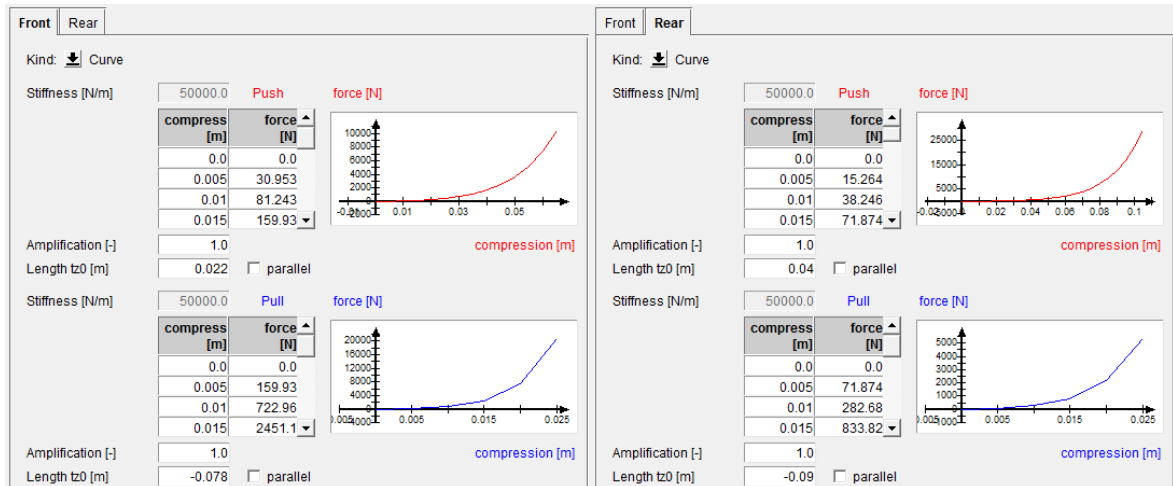 Front Rear
Kind: Curve
Stiffness [N/m] 50000.0 Push force [N]
compress [m] force [N]
0.0 0.0
0.005 30.953
0.01 81.243
0.015 159.93
10000
8000
6000
4000
2000
0.01 0.03 0.05
Amplification [-] 1.0 compression [m]
Length tz0 [m] 0.022 parallel
Stiffness [N/m] 50000.0 Pull force [N]
compress [m] force [N]
0.0 0.0
0.005 159.93
0.01 722.96
0.015 2451.1
20000
16000
12000
8000
4000
0.005 0.015 0.025
Amplification [-] 1.0 compression [m]
Length tz0 [m] -0.078 parallel
Front Rear
Kind: Curve
Stiffness [N/m] 50000.0 Push force [N]
compress [m] force [N]
0.0 0.0
0.005 15.264
0.01 38.246
0.015 71.874
25000
15000
5000
0.02 0.04 0.06 0.08 0.1
Amplification [-] 1.0 compression [m]
Length tz0 [m] 0.04 parallel
Stiffness [N/m] 50000.0 Pull force [N]
compress [m] force [N]
0.0 0.0
0.005 71.874
0.01 282.68
0.015 833.82
5000
4000
3000
2000
1000
0.005 0.015 0.025
Amplification [-] 1.0 compression [m]
Length tz0 [m] -0.09 parallel